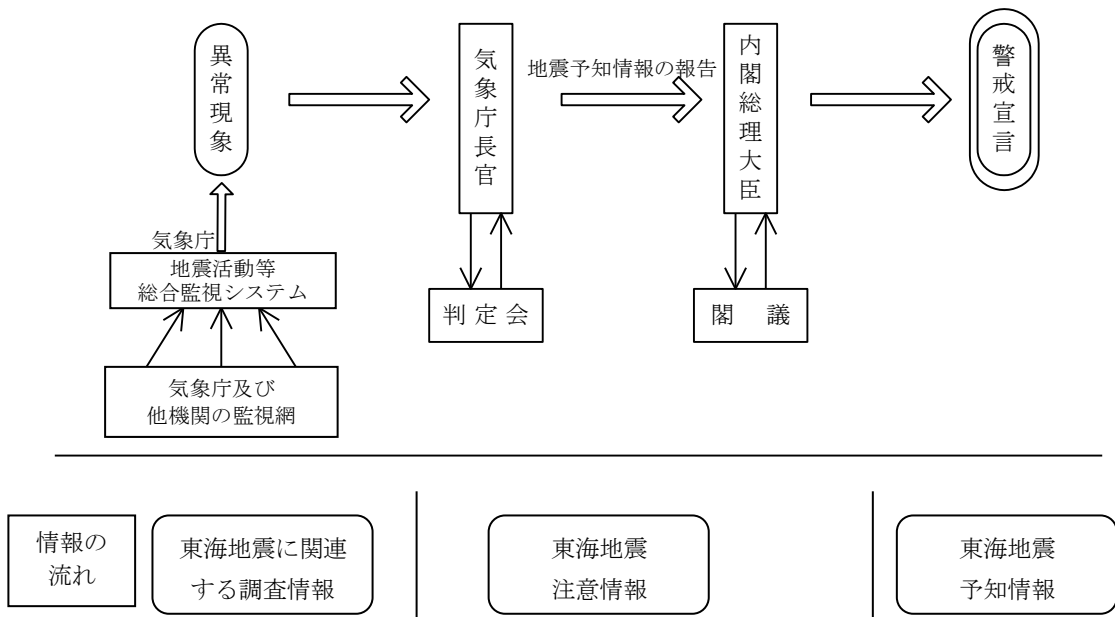 異常現象
気象庁長官
地震予知情報の報告
内閣総理大臣
警戒宣言
気象庁
地震活動等
総合監視システム
判定会
閣　議
気象庁及び
他機関の監視網
情報の
流れ
東海地震に関連
する調査情報
東海地震
注意情報
東海地震
予知情報